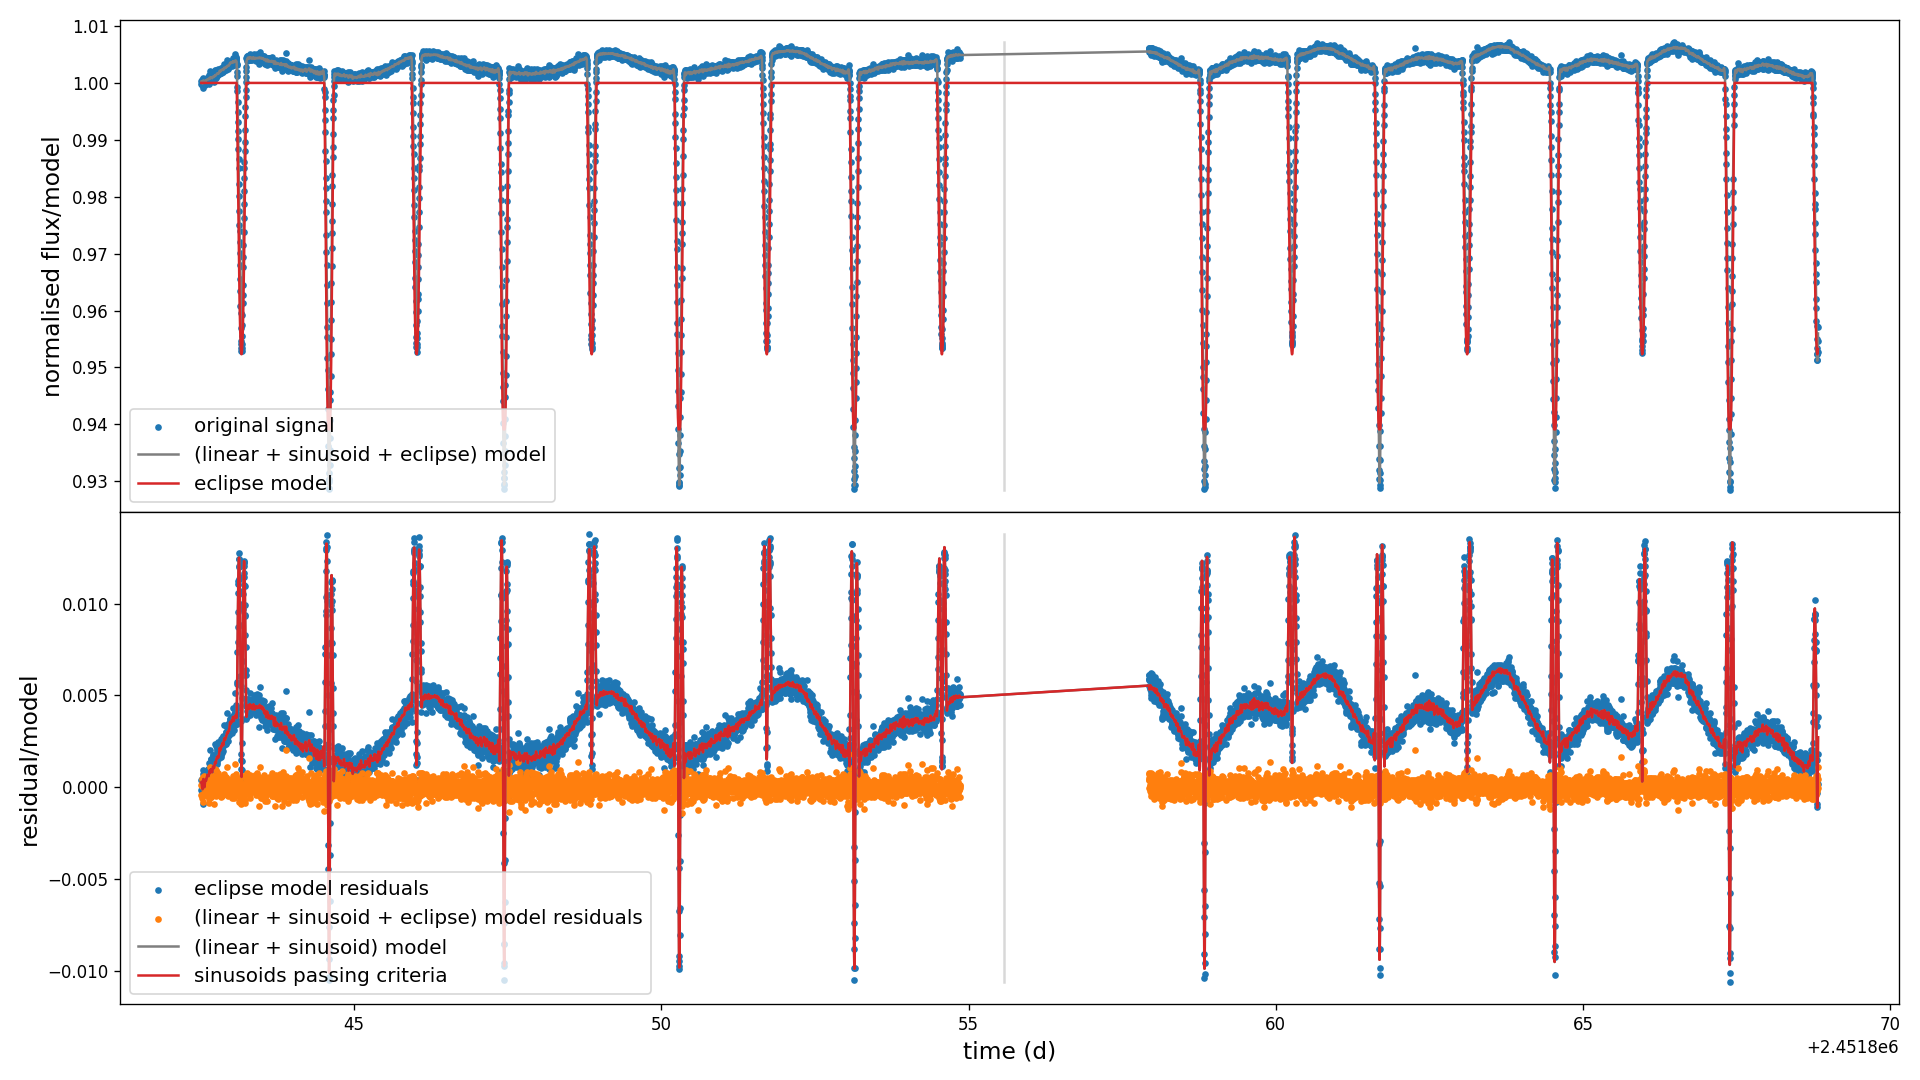 1.01
1.00
0.99
0.98
0.97
0.96
0.95
0.94
0.93
normalised flux/model
original signal
(linear + sinusoid + eclipse) model
eclipse model
0.010
0.005
0.000
−0.005
−0.010
residual/model
eclipse model residuals
(linear + sinusoid + eclipse) model residuals
(linear + sinusoid) model
sinusoids passing criteria
45 50 55 60 65 70
time (d)
+2.4518e6